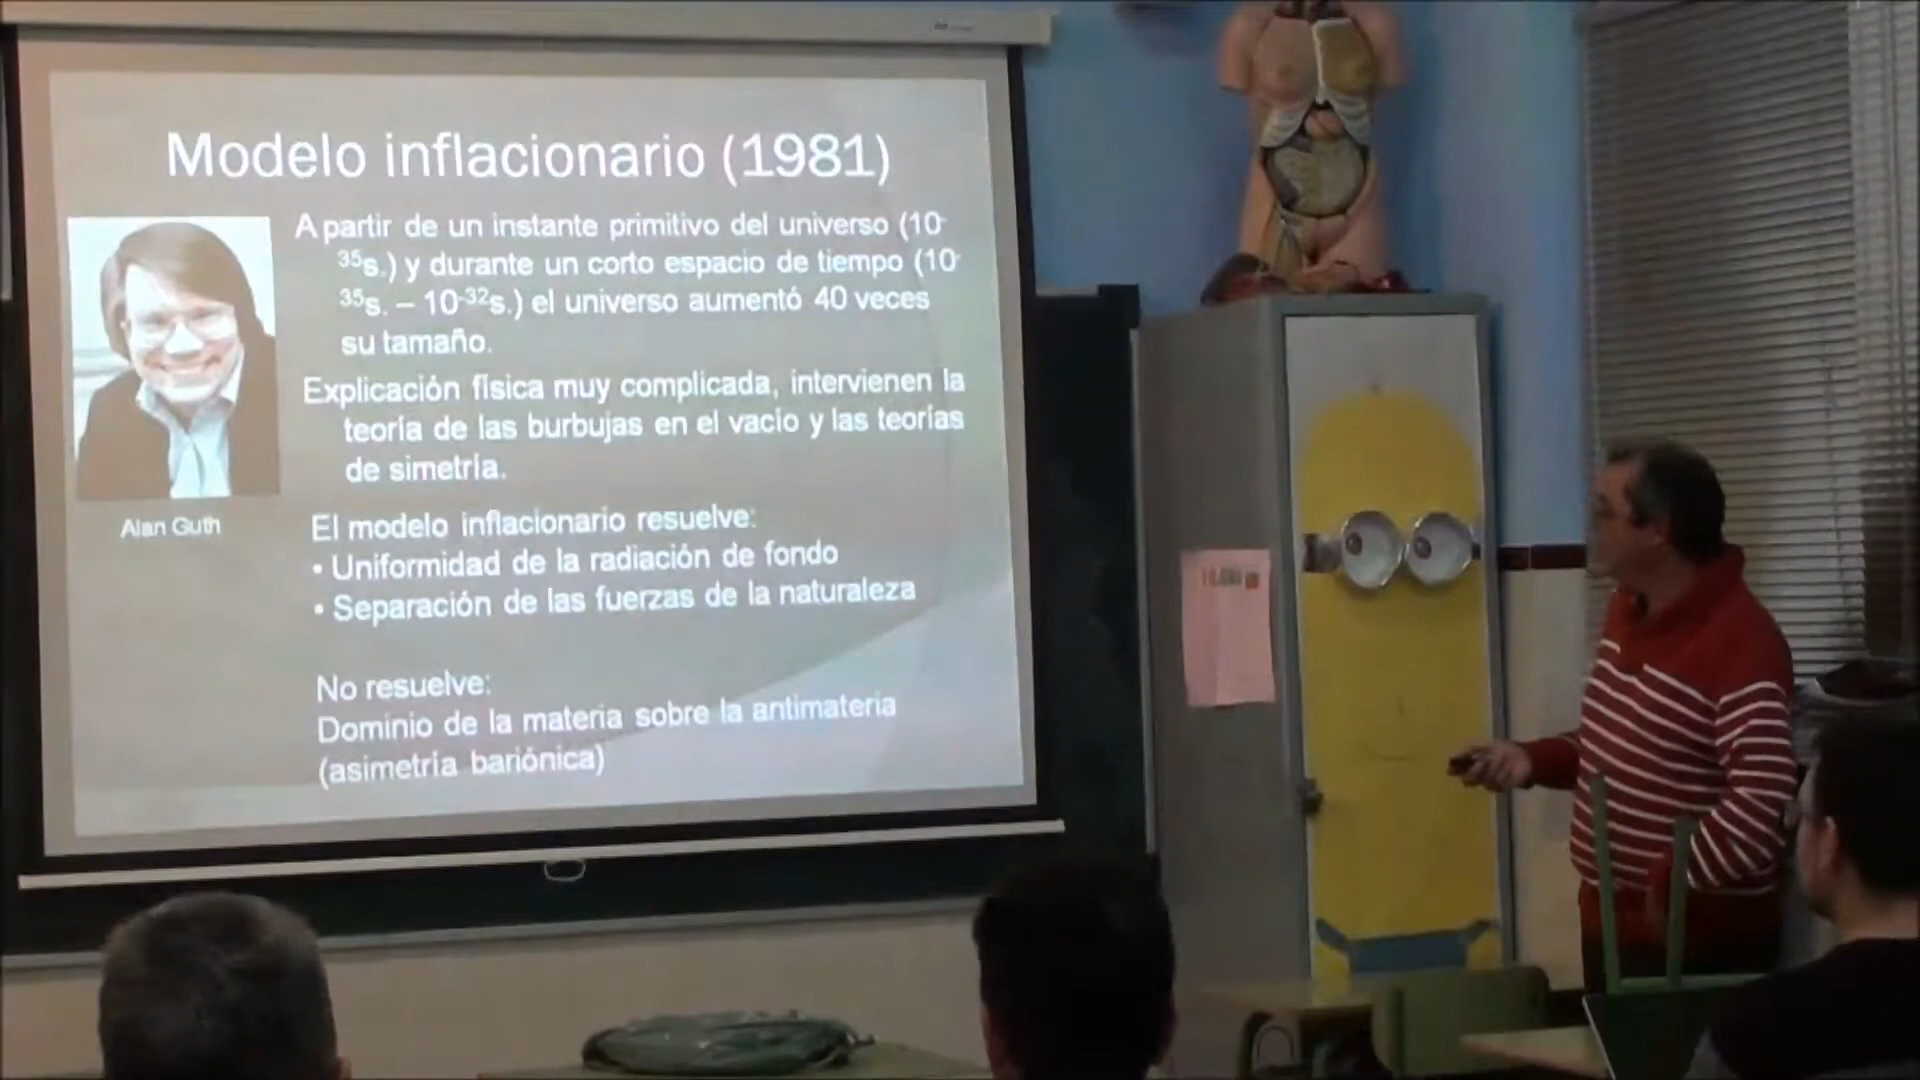 Modelo inflacionario (1981)
A partir de un instante primitivo del universo (10-
35s.) y durante un corto espacio de tiempo (10-
35s. – 10-32s.) el universo aumentó 40 veces
su tamaño.
Explicación física muy complicada, intervienen la
teoría de las burbujas en el vacío y las teorías
de simetría.
Alan Guth
El modelo inflacionario resuelve:
• Uniformidad de la radiación de fondo
• Separación de las fuerzas de la naturaleza
No resuelve:
Dominio de la materia sobre la antimateria
(asimetría bariónica)